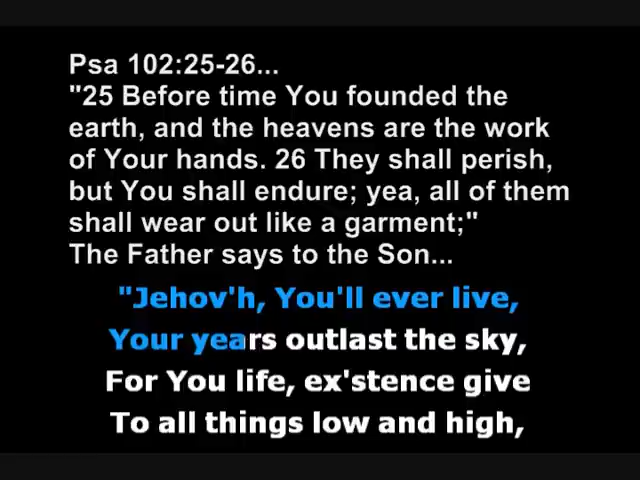 Psa 102:25-26...
"25 Before time You founded the
earth, and the heavens are the work
of Your hands. 26 They shall perish,
but You shall endure; yea, all of them
shall wear out like a garment;"
The Father says to the Son...
"Jehov'h, You'll ever live,
Your years outlast the sky,
For You life, ex'stence give
To all things low and high,